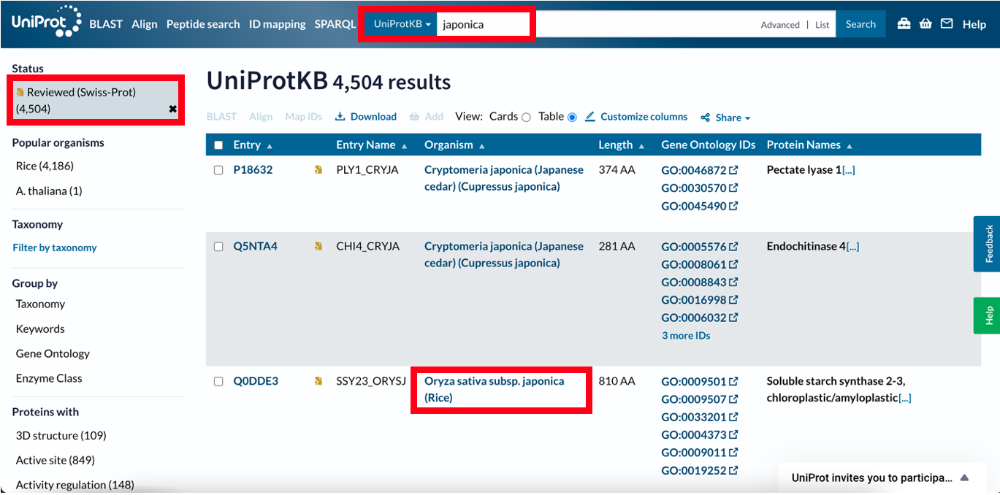 UniProt BLAST Align Peptide search ID mapping SPARQL UniProtKB japonica Advanced | List Search Help
Status
Reviewed (Swiss-Prot)
(4,504)
Popular organisms
Rice (4,186)
A. thaliana (1)
Taxonomy
Filter by taxonomy
Group by
Taxonomy
Keywords
Gene Ontology
Enzyme Class
Proteins with
3D structure (109)
Active site (849)
Activity regulation (148)
UniProtKB 4,504 results
BLAST Align Map IDs Download Add View: Cards Table Customize columns Share
Entry Entry Name Organism Length Gene Ontology IDs Protein Names
P18632 PLY1_CRYJA Cryptomeria japonica (Japanese 374 AA GO:0046872 Pectate lyase 1[...]
cedar) (Cupressus japonica) GO:0030570
GO:0045490
Q5NTA4 CHI4_CRYJA Cryptomeria japonica (Japanese 281 AA GO:0005576 Endochitinase 4[...]
cedar) (Cupressus japonica) GO:0008061
GO:0008843
GO:0016998
GO:0006032
3 more IDs
Q0DDE3 SSY23_ORYSJ Oryza sativa subsp. japonica 810 AA GO:0009501 Soluble starch synthase 2-3,
(Rice) GO:0009507 chloroplastic/amyloplastic[...]
GO:0033201
GO:0004373
GO:0009011
GO:0019252
Feedback
Help
UniProt invites you to participa...